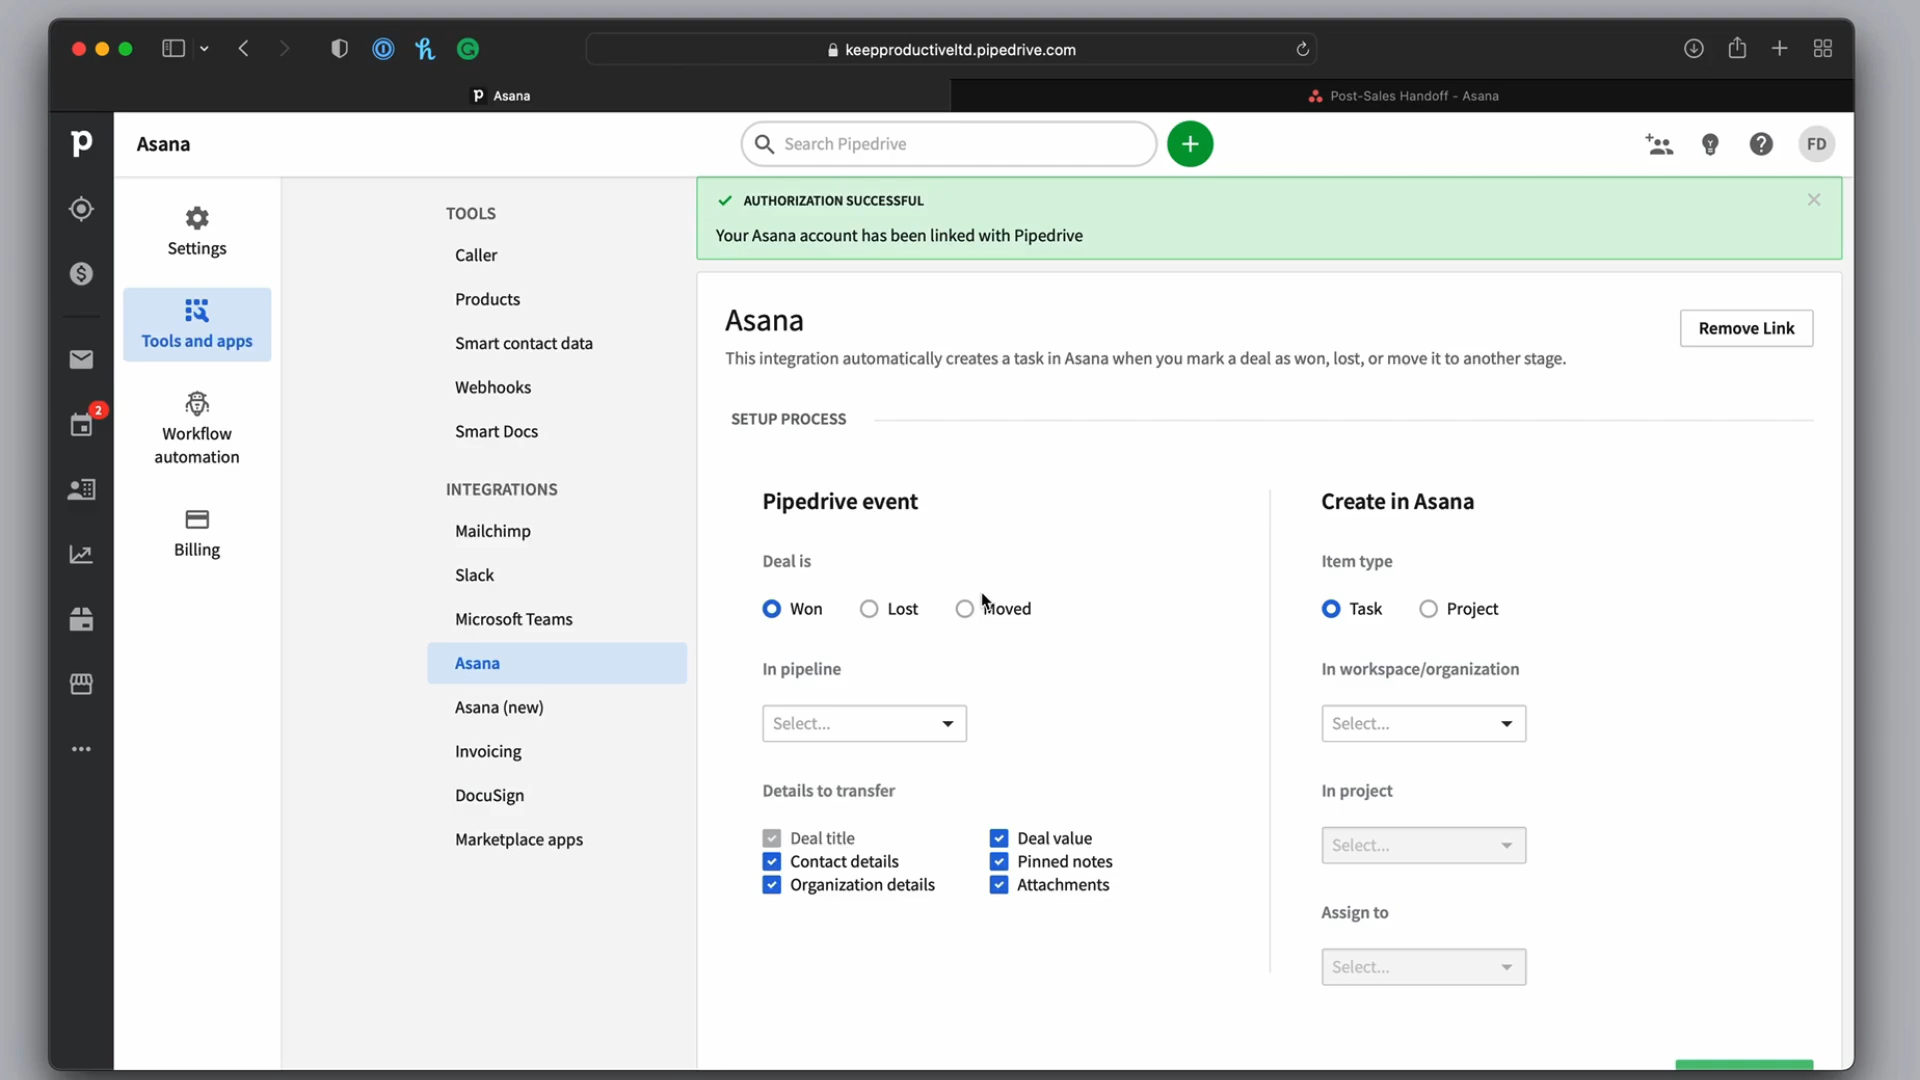 keepproductiveltd.pipedrive.com
Asana
Post-Sales Handoff - Asana
Asana
Search Pipedrive
FD
Settings
Tools and apps
Workflow
automation
Billing
2
TOOLS
Caller
Products
Smart contact data
Webhooks
Smart Docs
INTEGRATIONS
Mailchimp
Slack
Microsoft Teams
Asana
Asana (new)
Invoicing
DocuSign
Marketplace apps
AUTHORIZATION SUCCESSFUL
Your Asana account has been linked with Pipedrive
Asana
Remove Link
This integration automatically creates a task in Asana when you mark a deal as won, lost, or move it to another stage.
SETUP PROCESS
Pipedrive event
Deal is
Won Lost Moved
In pipeline
Select...
Details to transfer
Deal title
Contact details
Organization details
Deal value
Pinned notes
Attachments
Create in Asana
Item type
Task Project
In workspace/organization
Select...
In project
Select...
Assign to
Select...